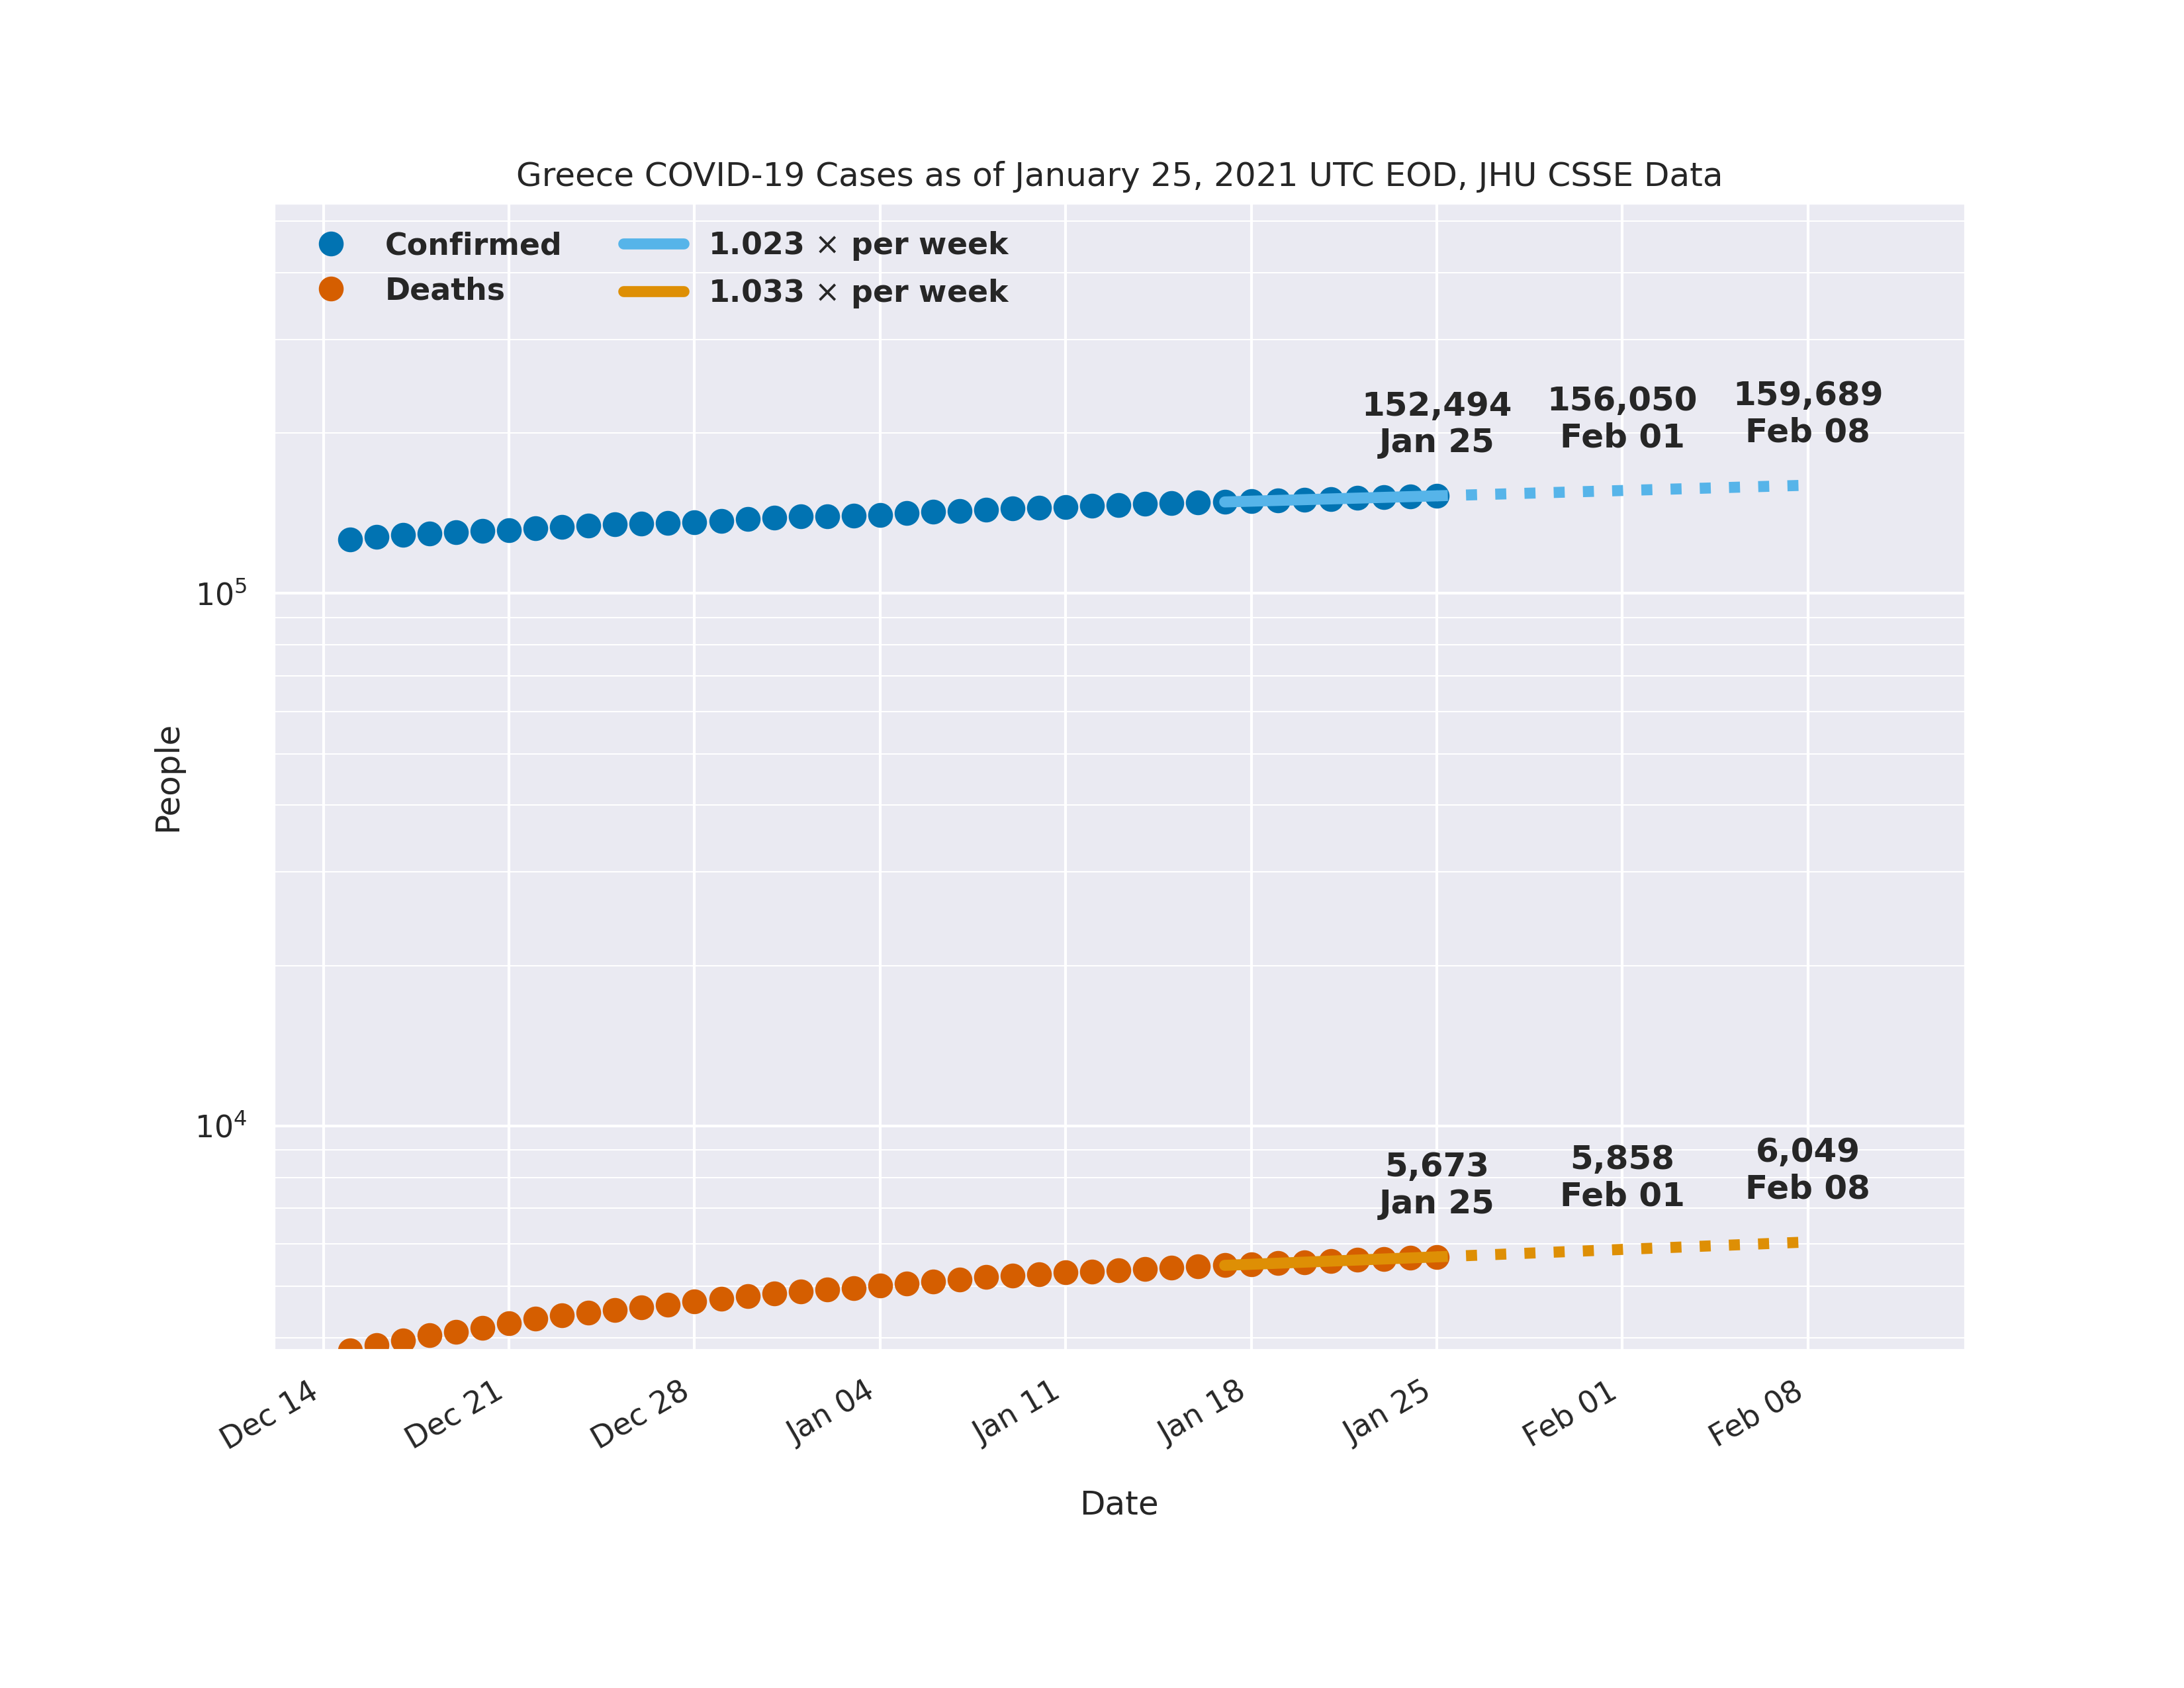 Greece COVID-19 Cases as of January 25, 2021 UTC EOD, JHU CSSE Data
Confirmed
Deaths
1.023 × per week
1.033 × per week
152,494
Jan 25
156,050
Feb 01
159,689
Feb 08
10⁵
People
10⁴
5,673
Jan 25
5,858
Feb 01
6,049
Feb 08
Dec 14
Dec 21
Dec 28
Jan 04
Jan 11
Jan 18
Jan 25
Feb 01
Feb 08
Date